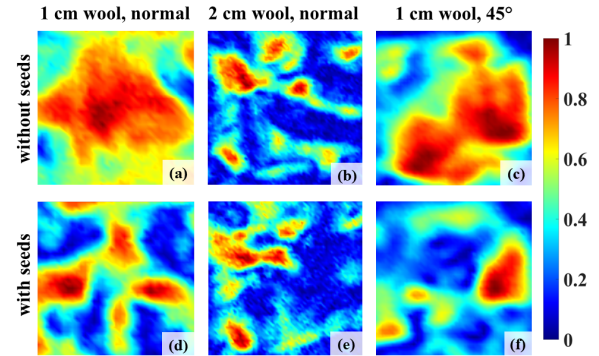 1 cm wool, normal 2 cm wool, normal 1 cm wool, 45°
without seeds
(a) (b) (c)
with seeds
(d) (e) (f)
1
0.8
0.6
0.4
0.2
0